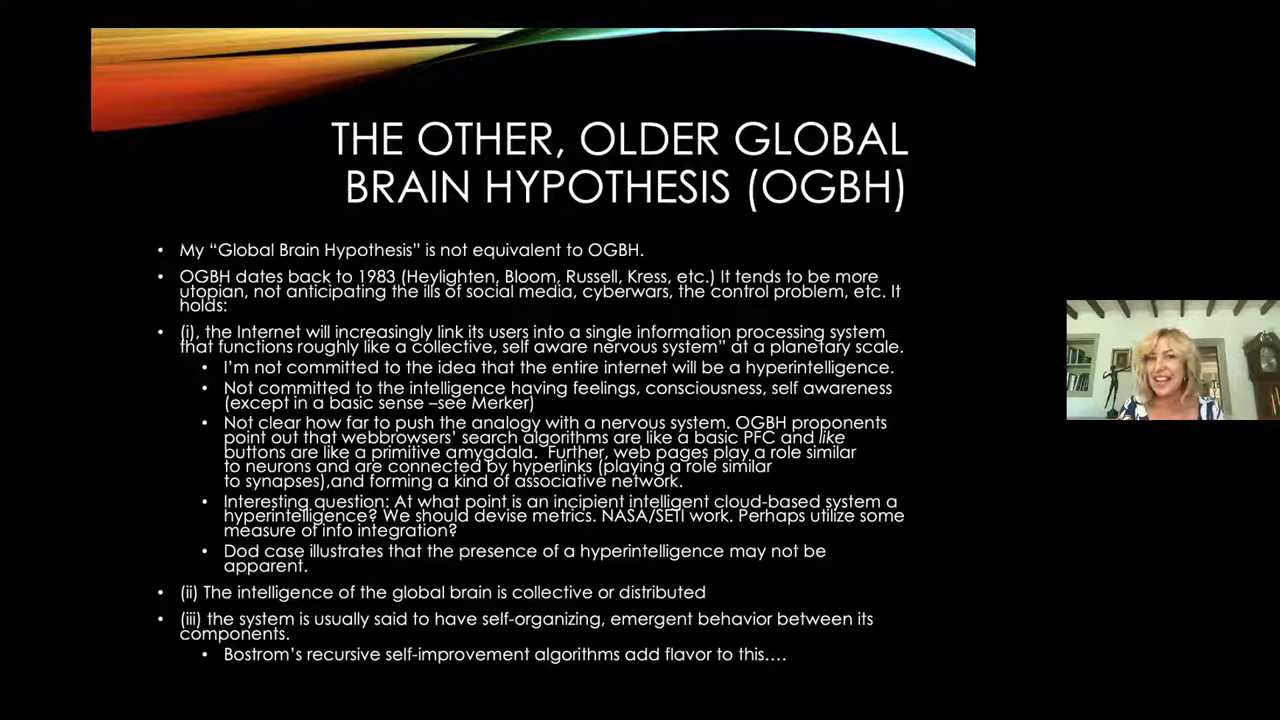 THE OTHER, OLDER GLOBAL
BRAIN HYPOTHESIS (OGBH)
• My “Global Brain Hypothesis” is not equivalent to OGBH.
• OGBH dates back to 1983 (Heylighten, Bloom, Russell, Kress, etc.) It tends to be more
utopian, not anticipating the ills of social media, cyberwars, the control problem, etc. It
holds:
• (i), the Internet will increasingly link its users into a single information processing system
that functions roughly like a collective, self aware nervous system” at a planetary scale.
• I’m not committed to the idea that the entire internet will be a hyperintelligence.
• Not committed to the intelligence having feelings, consciousness, self awareness
(except in a basic sense –see Merker)
• Not clear how far to push the analogy with a nervous system. OGBH proponents
point out that webbrowsers’ search algorithms are like a basic PFC and like
buttons are like a primitive amygdala.  Further, web pages play a role similar
to neurons and are connected by hyperlinks (playing a role similar
to synapses),and forming a kind of associative network.
• Interesting question: At what point is an incipient intelligent cloud-based system a
hyperintelligence? We should devise metrics. NASA/SETI work. Perhaps utilize some
measure of info integration?
• Dod case illustrates that the presence of a hyperintelligence may not be
apparent.
• (ii) The intelligence of the global brain is collective or distributed
• (iii) the system is usually said to have self-organizing, emergent behavior between its
components.
• Bostrom’s recursive self-improvement algorithms add flavor to this….